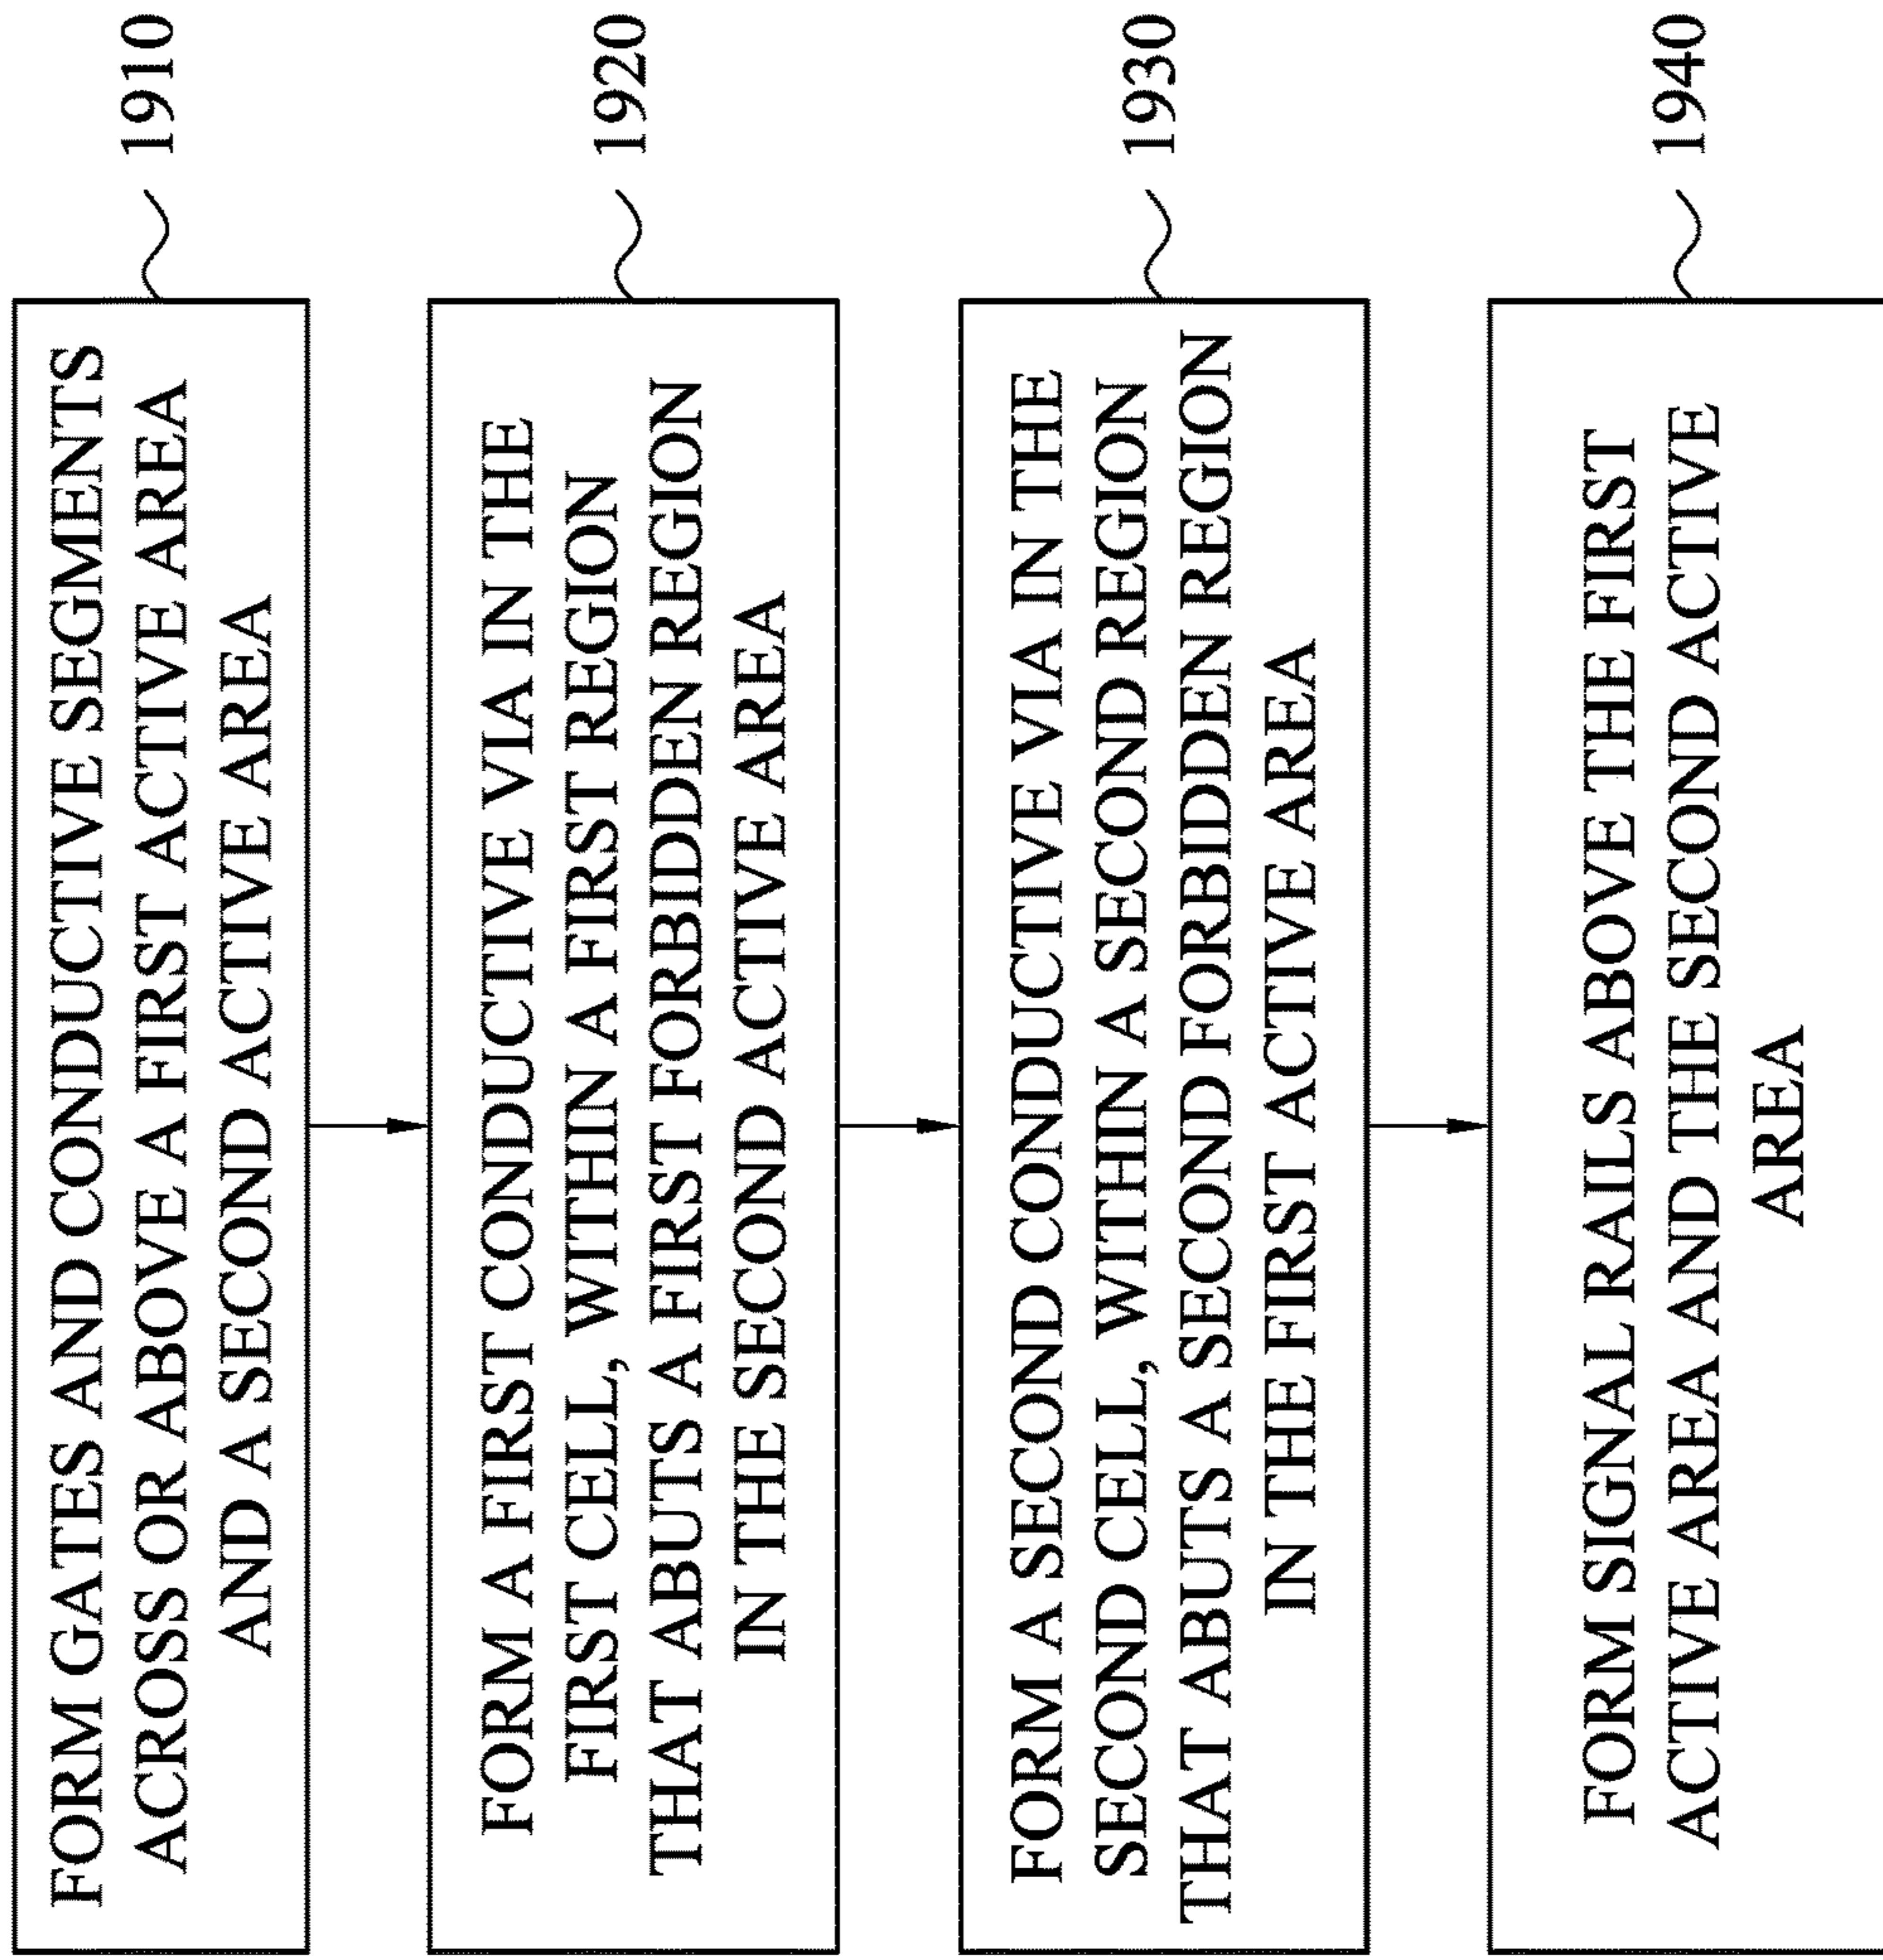 FORM GATES AND CONDUCTIVE SEGMENTS
ACROSS OR ABOVE A FIRST ACTIVE AREA
AND A SECOND ACTIVE AREA
1910
FORM A FIRST CONDUCTIVE VIA IN THE
FIRST CELL, WITHIN A FIRST REGION
THAT ABUTS A FIRST FORBIDDEN REGION
IN THE SECOND ACTIVE AREA
1920
FORM A SECOND CONDUCTIVE VIA IN THE
SECOND CELL, WITHIN A SECOND REGION
THAT ABUTS A SECOND FORBIDDEN REGION
IN THE FIRST ACTIVE AREA
1930
FORM SIGNAL RAILS ABOVE THE FIRST
ACTIVE AREA AND THE SECOND ACTIVE
AREA
1940